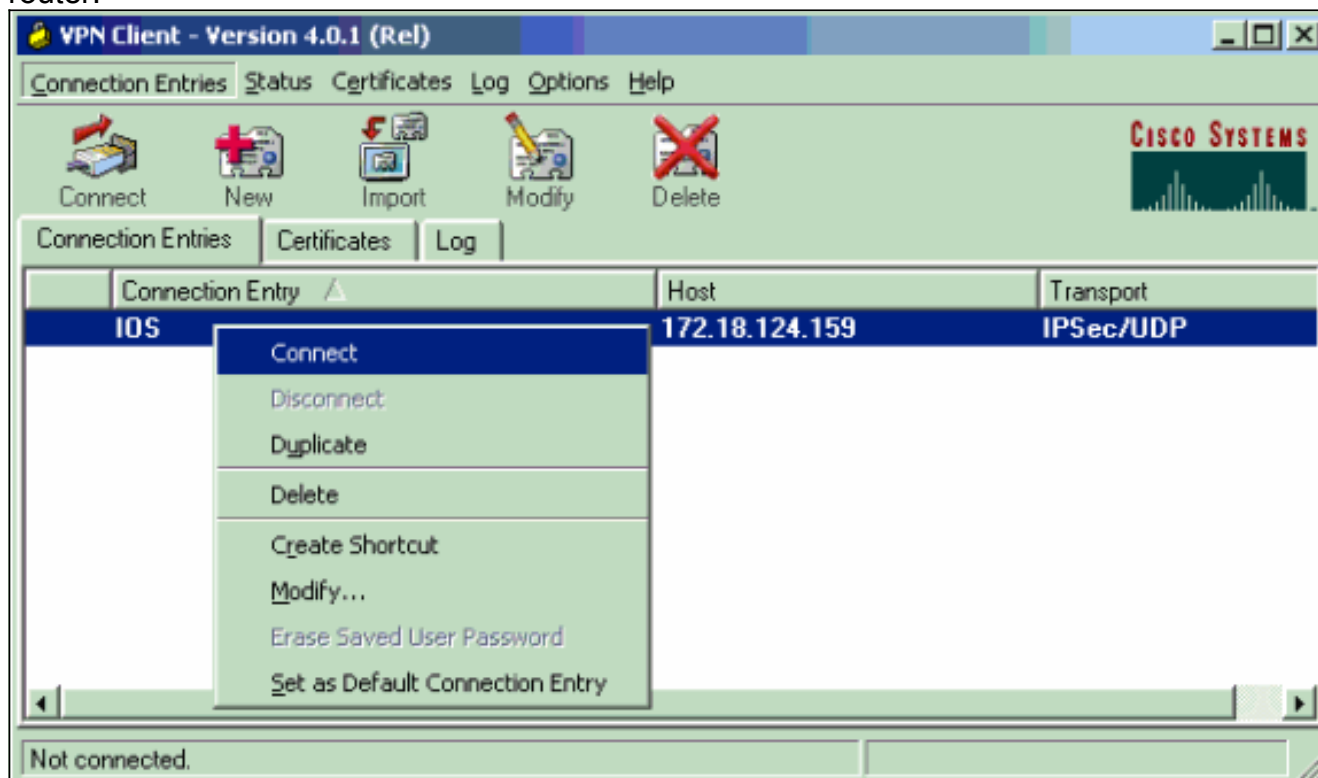 router.
VPN Client - Version 4.0.1 (Rel)
Connection Entries Status Certificates Log Options Help
Connect New Import Modify Delete
CISCO SYSTEMS
Connection Entries Certificates Log
Connection Entry Host Transport
IOS 172.18.124.159 IPSec/UDP
Connect
Disconnect
Duplicate
Delete
Create Shortcut
Modify...
Erase Saved User Password
Set as Default Connection Entry
Not connected.